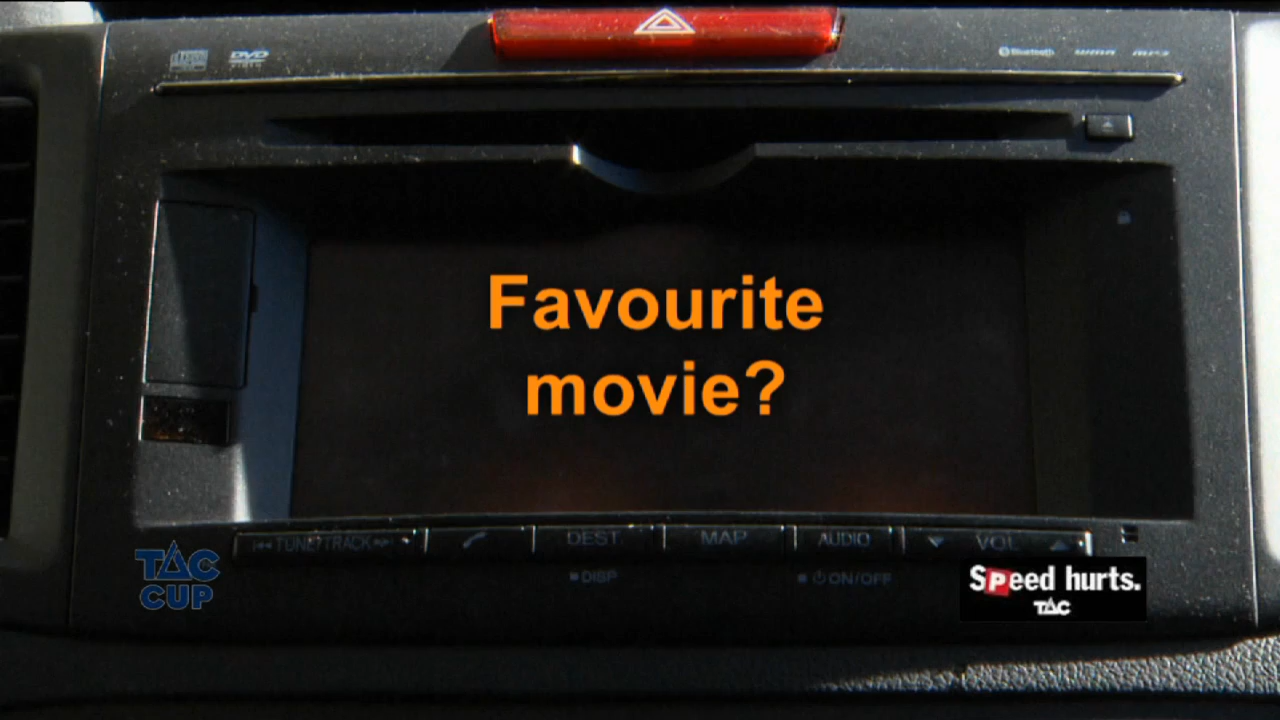 DVD
Bluetooth
Favourite
movie?
TUNE/TRACK
DEST.
MAP
AUDIO
VOL
DISP
ON/OFF
TAC
CUP
Speed hurts.
TAC